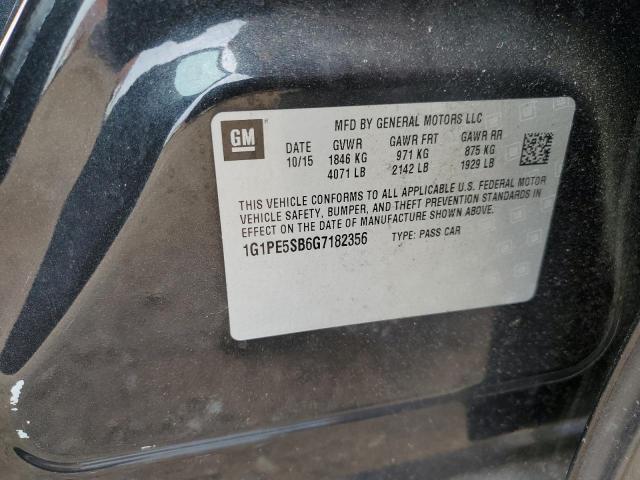 GM
MFD BY GENERAL MOTORS LLC
DATE GVWR GAWR FRT GAWR RR
10/15 1846 KG 971 KG 875 KG
4071 LB 2142 LB 1929 LB
THIS VEHICLE CONFORMS TO ALL APPLICABLE U.S. FEDERAL MOTOR
VEHICLE SAFETY, BUMPER, AND THEFT PREVENTION STANDARDS IN
EFFECT ON THE DATE OF MANUFACTURE SHOWN ABOVE.
1G1PE5SB6G7182356 TYPE: PASS CAR